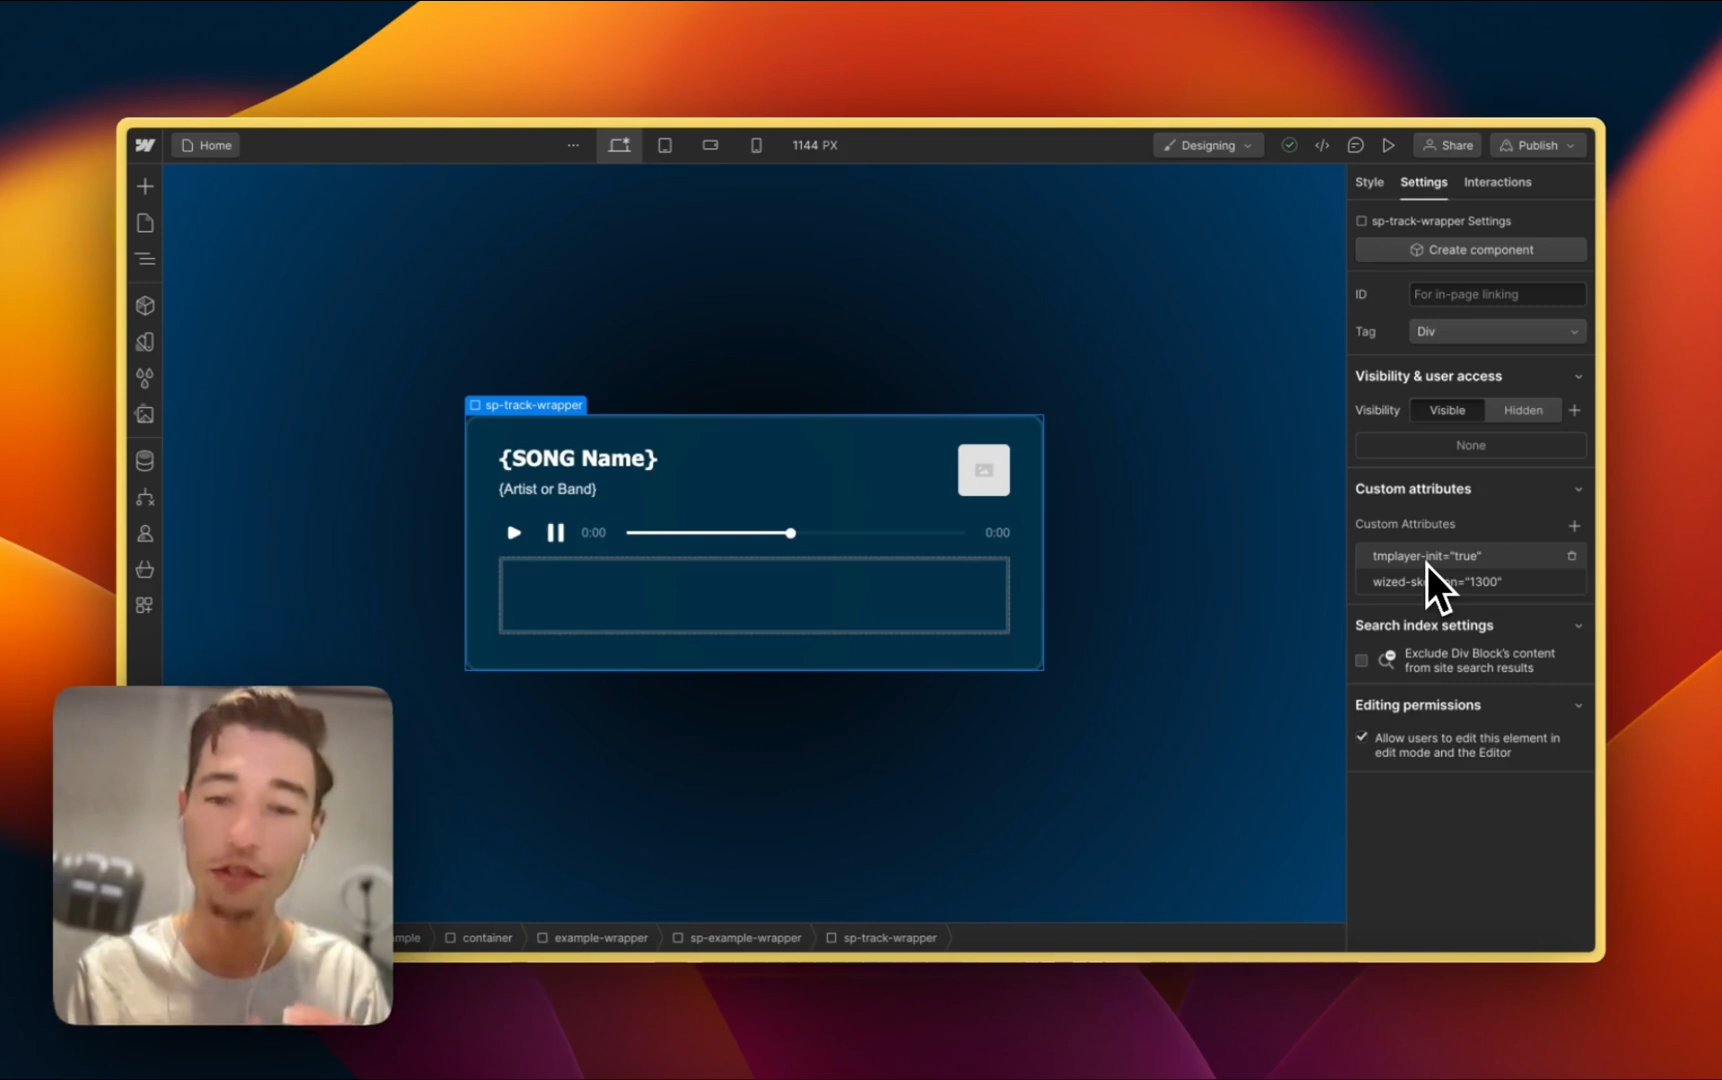 Home
1144 PX
Designing
Share
Publish
Style Settings Interactions
sp-track-wrapper Settings
Create component
ID For in-page linking
Tag Div
Visibility & user access
Visibility Visible Hidden
None
Custom attributes
Custom Attributes
tmplayer-init="true"
="1300"
Search index settings
Exclude Div Block's content
from site search results
Editing permissions
Allow users to edit this element in
edit mode and the Editor
sp-track-wrapper
{SONG Name}
{Artist or Band}
0:00 0:00
container example-wrapper sp-example-wrapper sp-track-wrapper